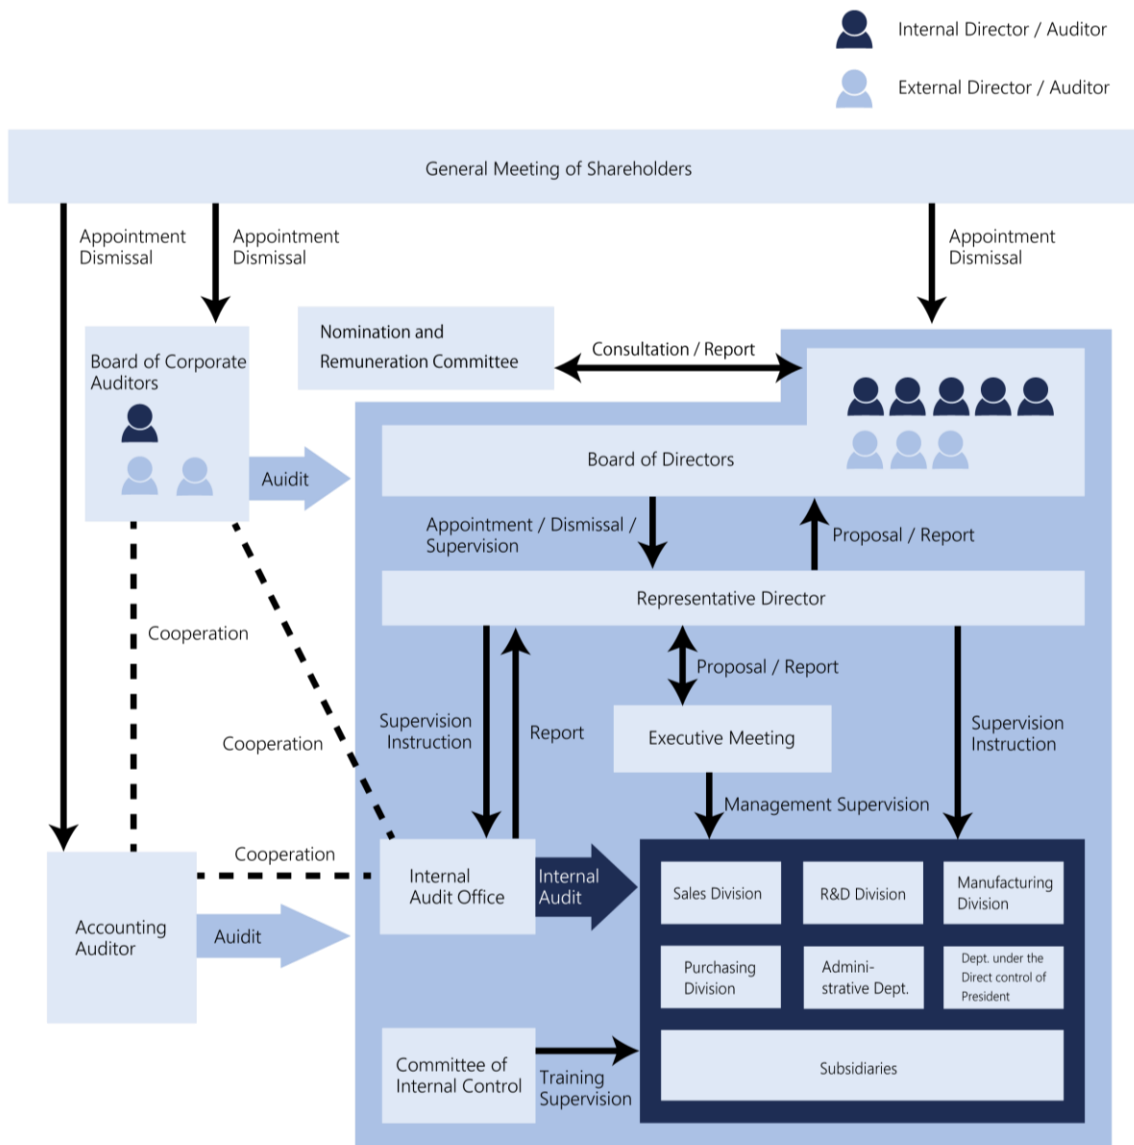 Internal Director / Auditor
External Director / Auditor
General Meeting of Shareholders
Appointment
Dismissal
Appointment
Dismissal
Appointment
Dismissal
Board of Corporate
Auditors
Nomination and
Remuneration Committee
Consultation / Report
Auidit
Board of Directors
Appointment / Dismissal /
Supervision
Proposal / Report
Representative Director
Cooperation
Cooperation
Supervision
Instruction
Report
Proposal / Report
Executive Meeting
Supervision
Instruction
Management Supervision
Cooperation
Accounting
Auditor
Auidit
Internal
Audit Office
Internal
Audit
Sales Division
R&D Division
Manufacturing
Division
Purchasing
Division
Admini-
strative Dept.
Dept. under the
Direct control of
President
Committee of
Internal Control
Training
Supervision
Subsidiaries